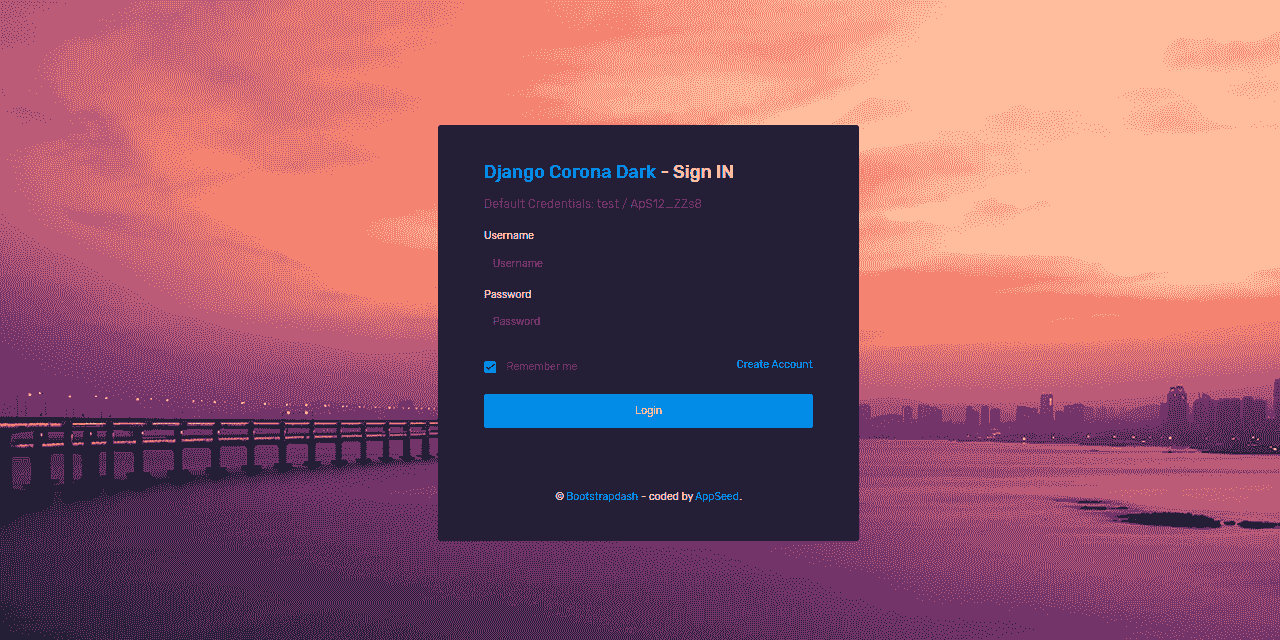 Django Corona Dark - Sign IN
Default Credentials: test / ApS12_ZZs8
Username
Username
Password
Password
Remember me
Create Account
Login
© Bootstrapdash - coded by AppSeed.